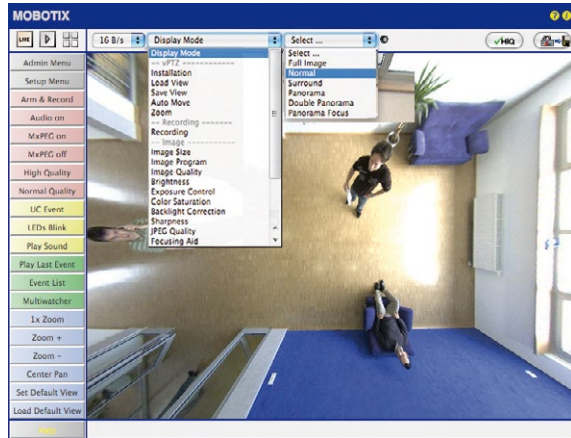 MOBOTIX
LIVE
16 B/s
Display Mode
Select ...
HIQ
Admin Menu
Setup Menu
Arm & Record
Audio on
MxPEG on
MxPEG off
High Quality
Normal Quality
UC Event
LEDs Blink
Play Sound
Play Last Event
Event List
Multiwatcher
1x Zoom
Zoom +
Zoom -
Center Pan
Set Default View
Load Default View
Display Mode
-- vPTZ ------------
Installation
Load View
Save View
Auto Move
Zoom
-- Recording -------
Recording
-- Image -------
Image Size
Image Program
Image Quality
Brightness
Exposure Control
Color Saturation
Backlight Correction
Sharpness
JPEG Quality
Focusing Aid
Select ...
Full Image
Normal
Surround
Panorama
Double Panorama
Panorama Focus